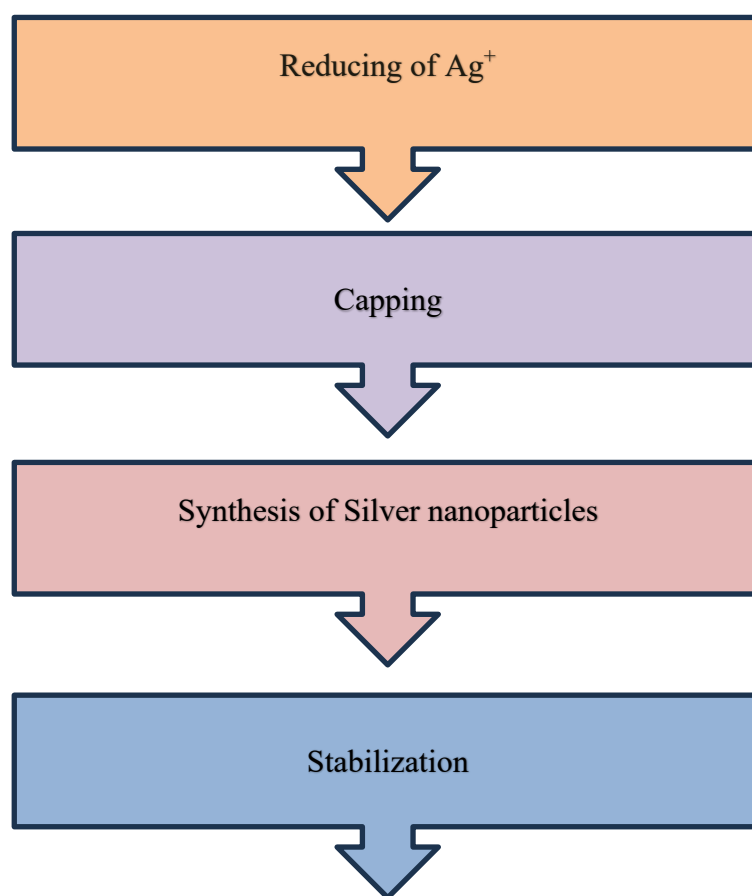 Reducing of Ag⁺
Capping
Synthesis of Silver nanoparticles
Stabilization